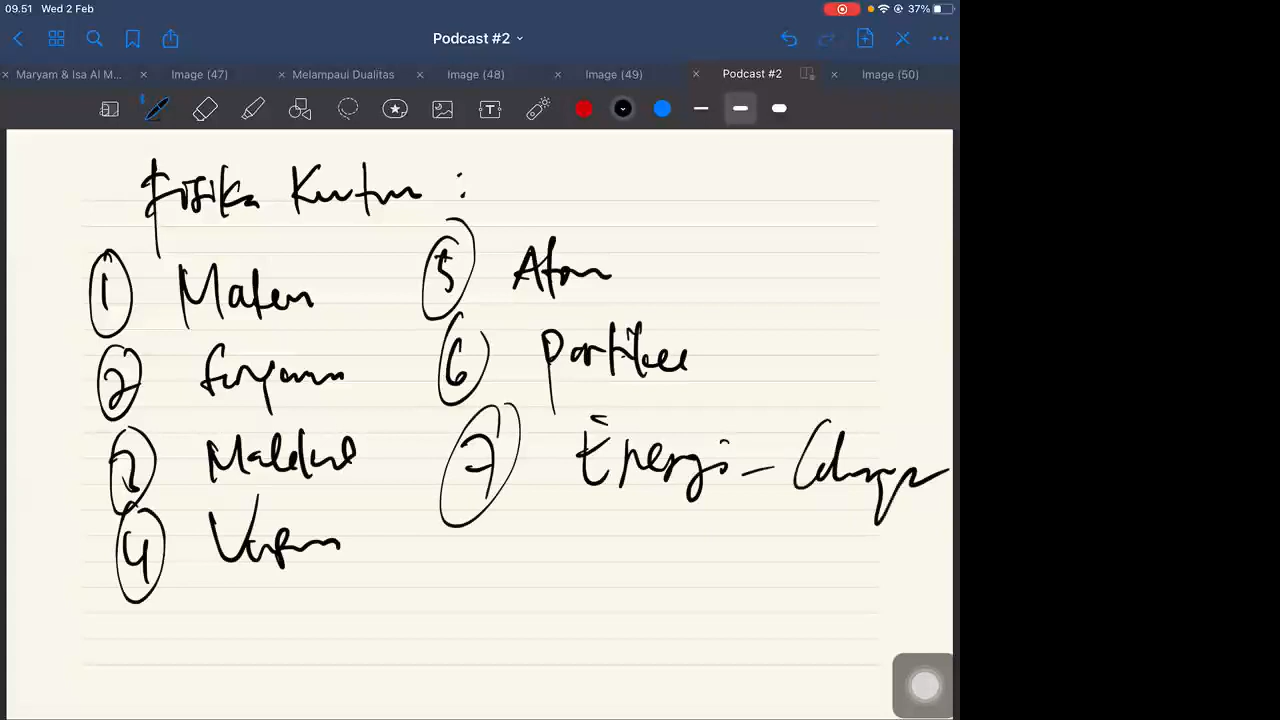 09.51 Wed 2 Feb
37%
Podcast #2
Maryam & Isa Al M...
Image (47)
Melampaui Dualitas
Image (48)
Image (49)
Podcast #2
Image (50)
Fisika Kuantum :
1 Materi
2
3 Molekul
4
5 Atom
6 Partikel
7 Energi - Cahaya